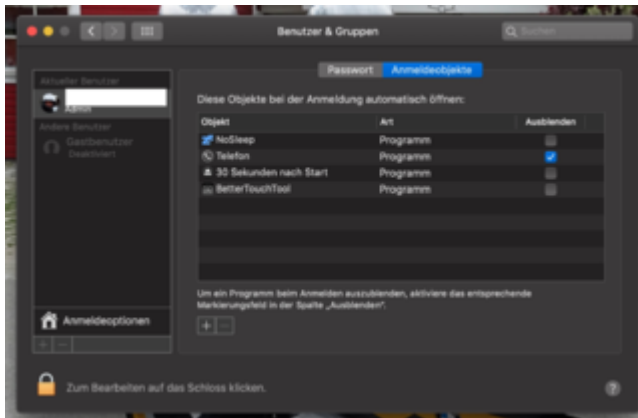 Benutzer & Gruppen
Suchen
Passwort
Anmeldeobjekte
Aktueller Benutzer
Admin
Andere Benutzer
Gastbenutzer
Deaktiviert
Diese Objekte bei der Anmeldung automatisch öffnen:
Objekt Art Ausblenden
NoSleep Programm
Telefon Programm
30 Sekunden nach Start Programm
BetterTouchTool Programm
Um ein Programm beim Anmelden auszublenden, aktiviere das entsprechende
Markierungsfeld in der Spalte „Ausblenden“.
Anmeldeoptionen
Zum Bearbeiten auf das Schloss klicken.